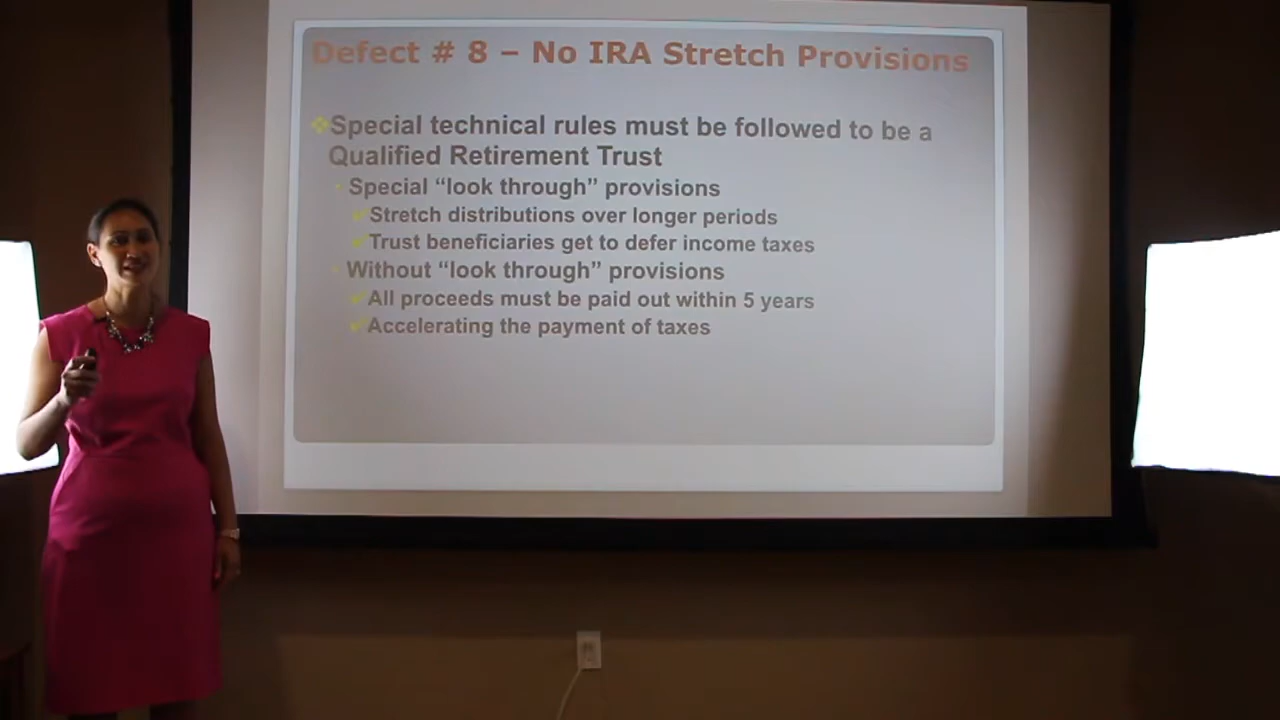 Defect # 8 – No IRA Stretch Provisions
Special technical rules must be followed to be a
Qualified Retirement Trust
Special “look through” provisions
Stretch distributions over longer periods
Trust beneficiaries get to defer income taxes
Without “look through” provisions
All proceeds must be paid out within 5 years
Accelerating the payment of taxes